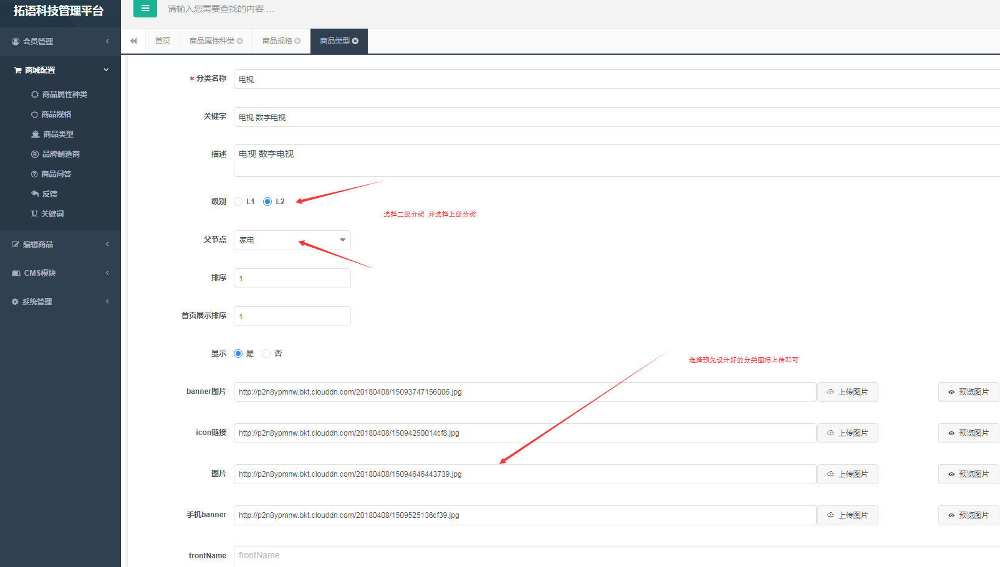 拓语科技管理平台
请输入您需要查找的内容 …
会员管理
商城配置
商品属性种类
商品规格
商品类型
品牌制造商
商品问答
反馈
关键词
编辑商品
CMS模块
系统管理
首页
商品属性种类
商品规格
商品类型
* 分类名称
电视
关键字
电视 数字电视
描述
电视 数字电视
级别
L1
L2
选择二级分类 并选择上级分类
父节点
家电
排序
1
首页展示排序
1
显示
是
否
选择预先设计好的分类图标上传即可
banner图片
http://p2n8ypmnw.bkt.clouddn.com/20180408/15093747156006.jpg
上传图片
预览图片
icon链接
http://p2n8ypmnw.bkt.clouddn.com/20180408/15094250014cf8.jpg
上传图片
预览图片
图片
http://p2n8ypmnw.bkt.clouddn.com/20180408/15094646443739.jpg
上传图片
预览图片
手机banner
http://p2n8ypmnw.bkt.clouddn.com/20180408/1509525136cf39.jpg
上传图片
预览图片
frontName
frontName